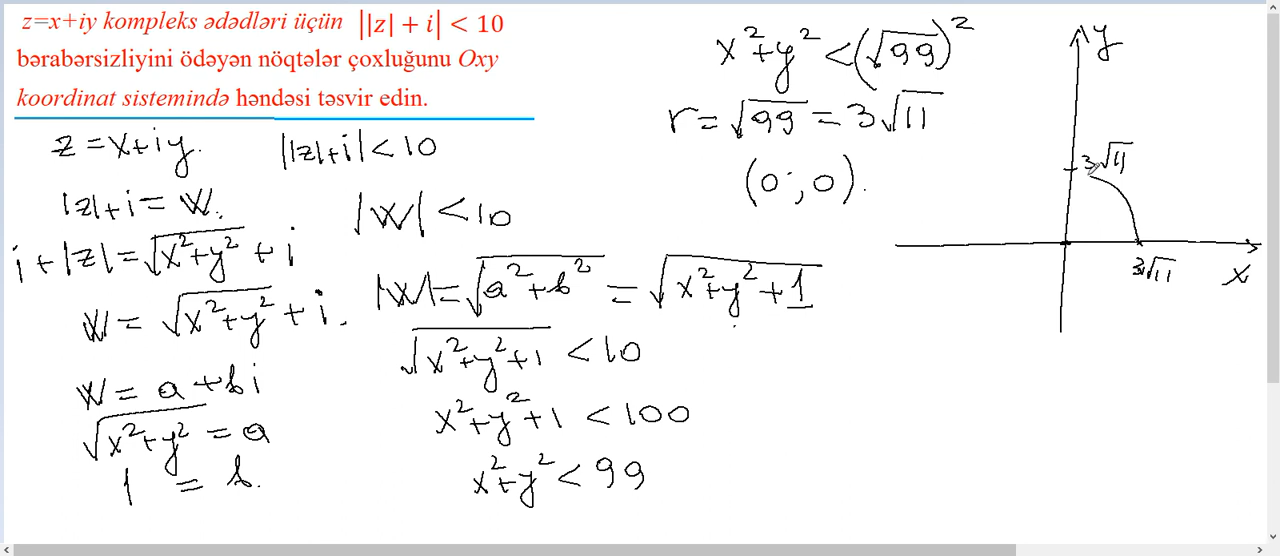 z=x+iy kompleks ədədləri üçün ||z| + i| < 10
bərabərsizliyini ödəyən nöqtələr çoxluğunu Oxy
koordinat sistemində həndəsi təsvir edin.
z = x+iy.
|z|+i = W.
i+|z| = √(x²+y²) + i
W = √(x²+y²) + i.
W = a + bi
√(x²+y²) = a
1 = b.
||z|+i| < 10
|W| < 10
|W| = √(a²+b²) = √(x²+y²+1)
√(x²+y²+1) < 10
x²+y²+1 < 100
x²+y² < 99
x²+y² < (√99)²
r = √99 = 3√11
(0 ; 0).
y
3√11
3√11
x